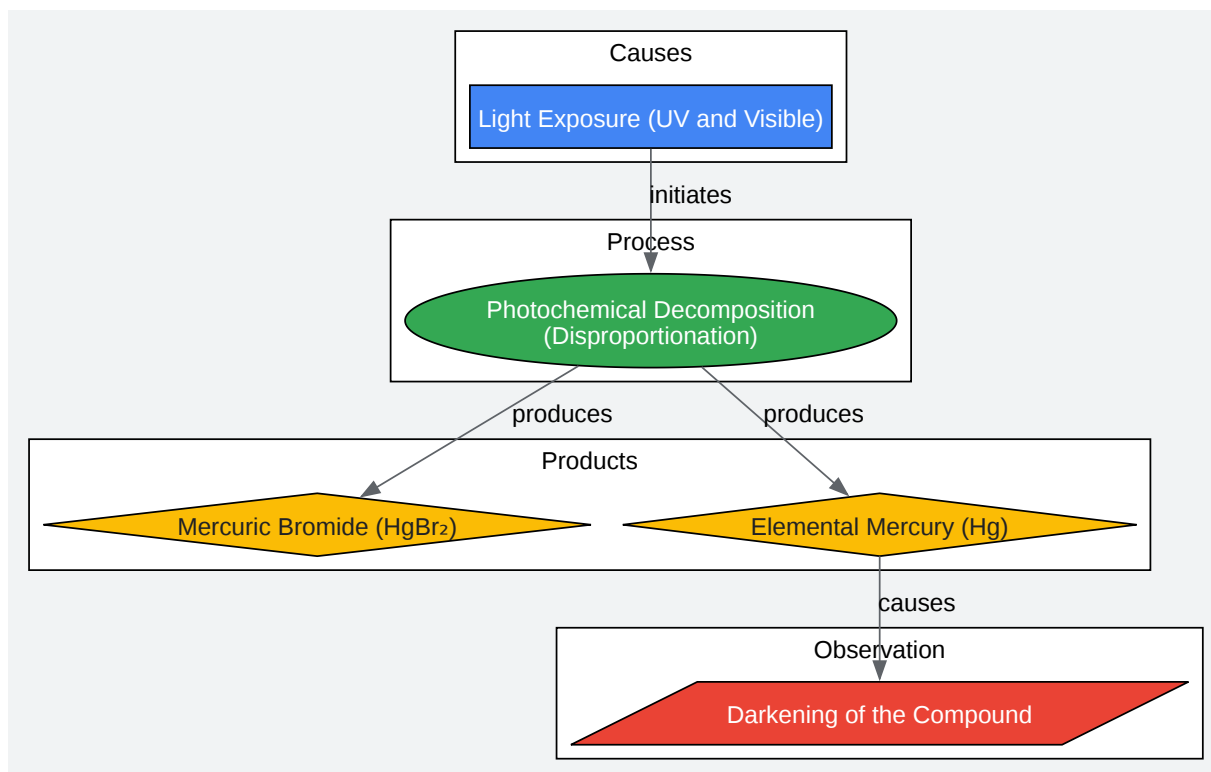 Causes
Light Exposure (UV and Visible)
initiates
Process
Photochemical Decomposition
(Disproportionation)
produces
produces
Products
Mercuric Bromide (HgBr₂)
Elemental Mercury (Hg)
causes
Observation
Darkening of the Compound